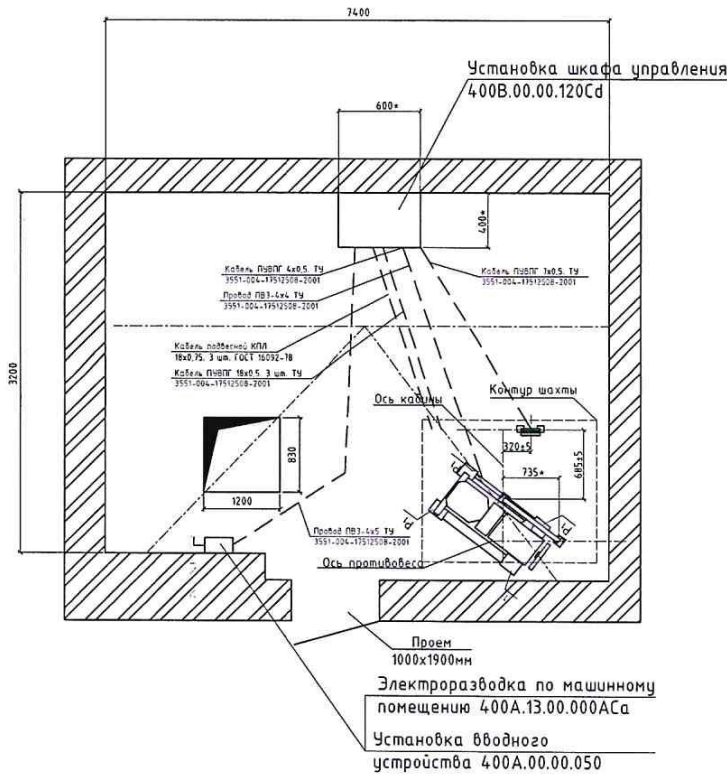 7400
Установка шкафа управления
400В.00.00.120Cd
600*
400*
Кабель ПУВПГ 4х0,5. ТУ
3551-004-17512508-2001
Кабель ПУВПГ 7х0,5. ТУ
3551-004-17512508-2001
Провод ПВ3-4х4 ТУ
3551-004-17512508-2001
3200
Кабель подвесной КПЛ
18х0,75. 3 шт. ГОСТ 16092-78
Кабель ПУВПГ 18х0,5. 3 шт. ТУ
3551-004-17512508-2001
Ось кабины
Контур шахты
320±5
685±5
735*
830
1200
Провод ПВ3-4х5 ТУ
3551-004-17512508-2001
Ось противовеса
Проем
1000х1900мм
Электроразводка по машинному
помещению 400А.13.00.000АСа
Установка вводного
устройства 400А.00.00.050